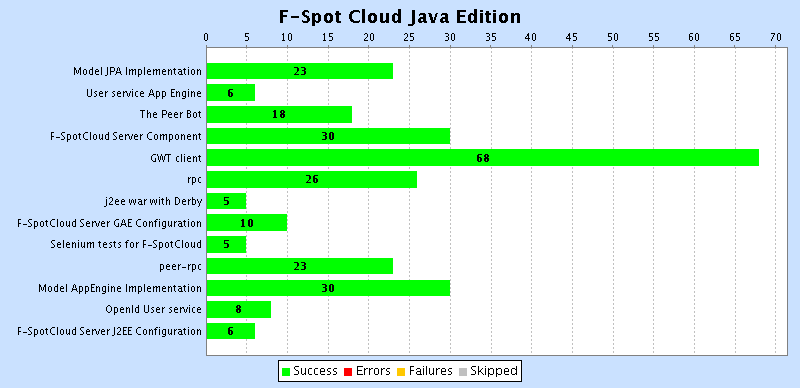 F-Spot Cloud Java Edition
0 5 10 15 20 25 30 35 40 45 50 55 60 65 70
Model JPA Implementation 23
User service App Engine 6
The Peer Bot 18
F-SpotCloud Server Component 30
GWT client 68
rpc 26
j2ee war with Derby 5
F-SpotCloud Server GAE Configuration 10
Selenium tests for F-SpotCloud 5
peer-rpc 23
Model AppEngine Implementation 30
OpenId User service 8
F-SpotCloud Server J2EE Configuration 6
Success Errors Failures Skipped